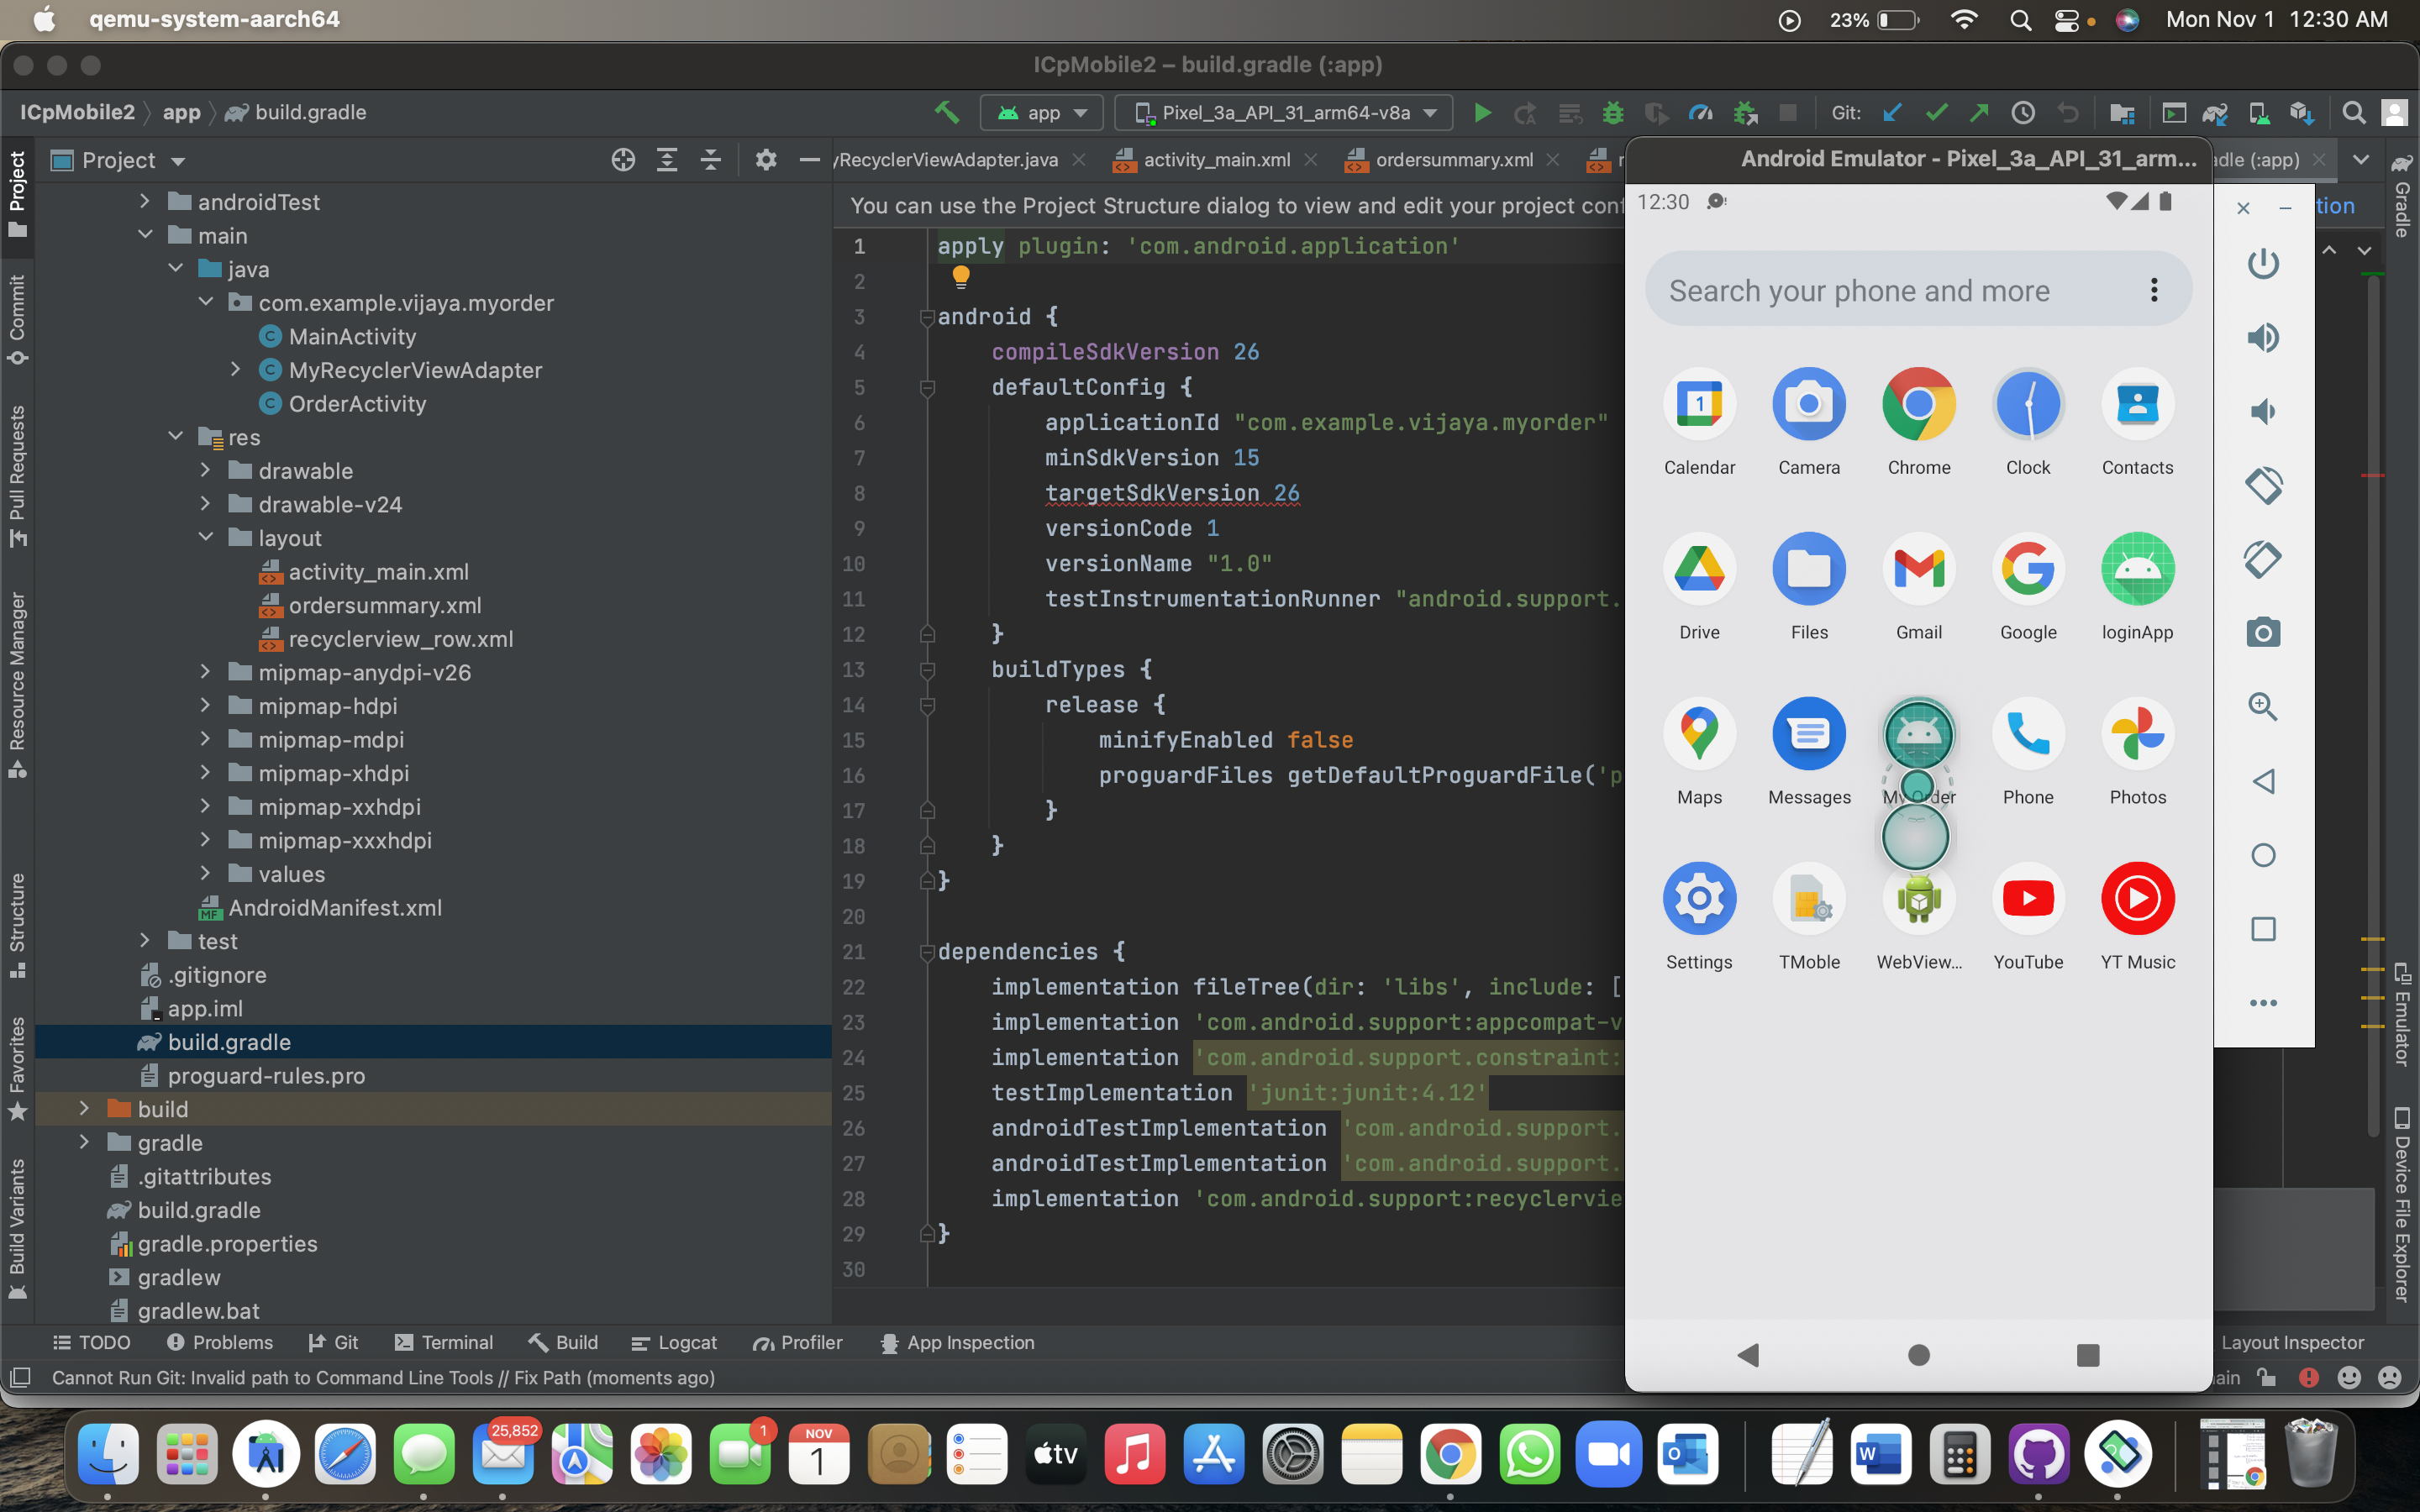 qemu-system-aarch64
23%
Mon Nov 1 12:30 AM
ICpMobile2 – build.gradle (:app)
ICpMobile2
app
build.gradle
app
Pixel_3a_API_31_arm64-v8a
Git:
Project
yRecyclerViewAdapter.java
activity_main.xml
ordersummary.xml
dle (:app)
You can use the Project Structure dialog to view and edit your project conf
tion
Project
Commit
Pull Requests
Resource Manager
Structure
Favorites
Build Variants
androidTest
main
java
com.example.vijaya.myorder
MainActivity
MyRecyclerViewAdapter
OrderActivity
res
drawable
drawable-v24
layout
activity_main.xml
ordersummary.xml
recyclerview_row.xml
mipmap-anydpi-v26
mipmap-hdpi
mipmap-mdpi
mipmap-xhdpi
mipmap-xxhdpi
mipmap-xxxhdpi
values
MF AndroidManifest.xml
test
.gitignore
app.iml
build.gradle
proguard-rules.pro
build
gradle
.gitattributes
build.gradle
gradle.properties
gradlew
gradlew.bat
1 apply plugin: 'com.android.application'
2
3 android {
4 compileSdkVersion 26
5 defaultConfig {
6 applicationId "com.example.vijaya.myorder"
7 minSdkVersion 15
8 targetSdkVersion 26
9 versionCode 1
10 versionName "1.0"
11 testInstrumentationRunner "android.support.
12 }
13 buildTypes {
14 release {
15 minifyEnabled false
16 proguardFiles getDefaultProguardFile('p
17 }
18 }
19 }
20
21 dependencies {
22 implementation fileTree(dir: 'libs', include: [
23 implementation 'com.android.support:appcompat-v
24 implementation 'com.android.support.constraint:
25 testImplementation 'junit:junit:4.12'
26 androidTestImplementation 'com.android.support.
27 androidTestImplementation 'com.android.support.
28 implementation 'com.android.support:recyclervie
29 }
30
Android Emulator - Pixel_3a_API_31_arm...
12:30
Search your phone and more
1
Calendar Camera Chrome Clock Contacts
Drive Files Gmail Google loginApp
Maps Messages My Order Phone Photos
Settings TMoble WebView... YouTube YT Music
Gradle
Emulator
Device File Explorer
TODO
Problems
Git
Terminal
Build
Logcat
Profiler
App Inspection
Layout Inspector
Cannot Run Git: Invalid path to Command Line Tools // Fix Path (moments ago)
ain
25,852
1
NOV
1
tv
W
O